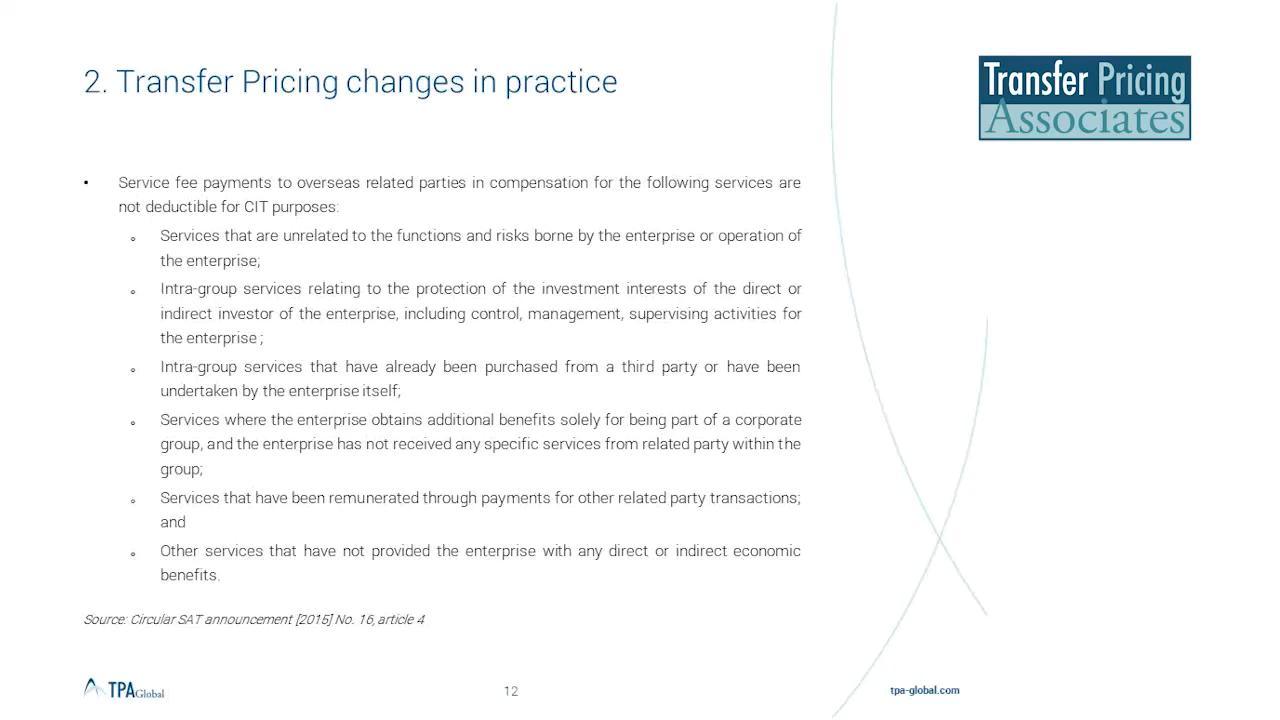 2. Transfer Pricing changes in practice
Transfer Pricing
Associates
• Service fee payments to overseas related parties in compensation for the following services are
not deductible for CIT purposes:
o Services that are unrelated to the functions and risks borne by the enterprise or operation of
the enterprise;
o Intra-group services relating to the protection of the investment interests of the direct or
indirect investor of the enterprise, including control, management, supervising activities for
the enterprise ;
o Intra-group services that have already been purchased from a third party or have been
undertaken by the enterprise itself;
o Services where the enterprise obtains additional benefits solely for being part of a corporate
group, and the enterprise has not received any specific services from related party within the
group;
o Services that have been remunerated through payments for other related party transactions;
and
o Other services that have not provided the enterprise with any direct or indirect economic
benefits.
Source: Circular SAT announcement [2015] No. 16, article 4
TPA Global
12
tpa-global.com